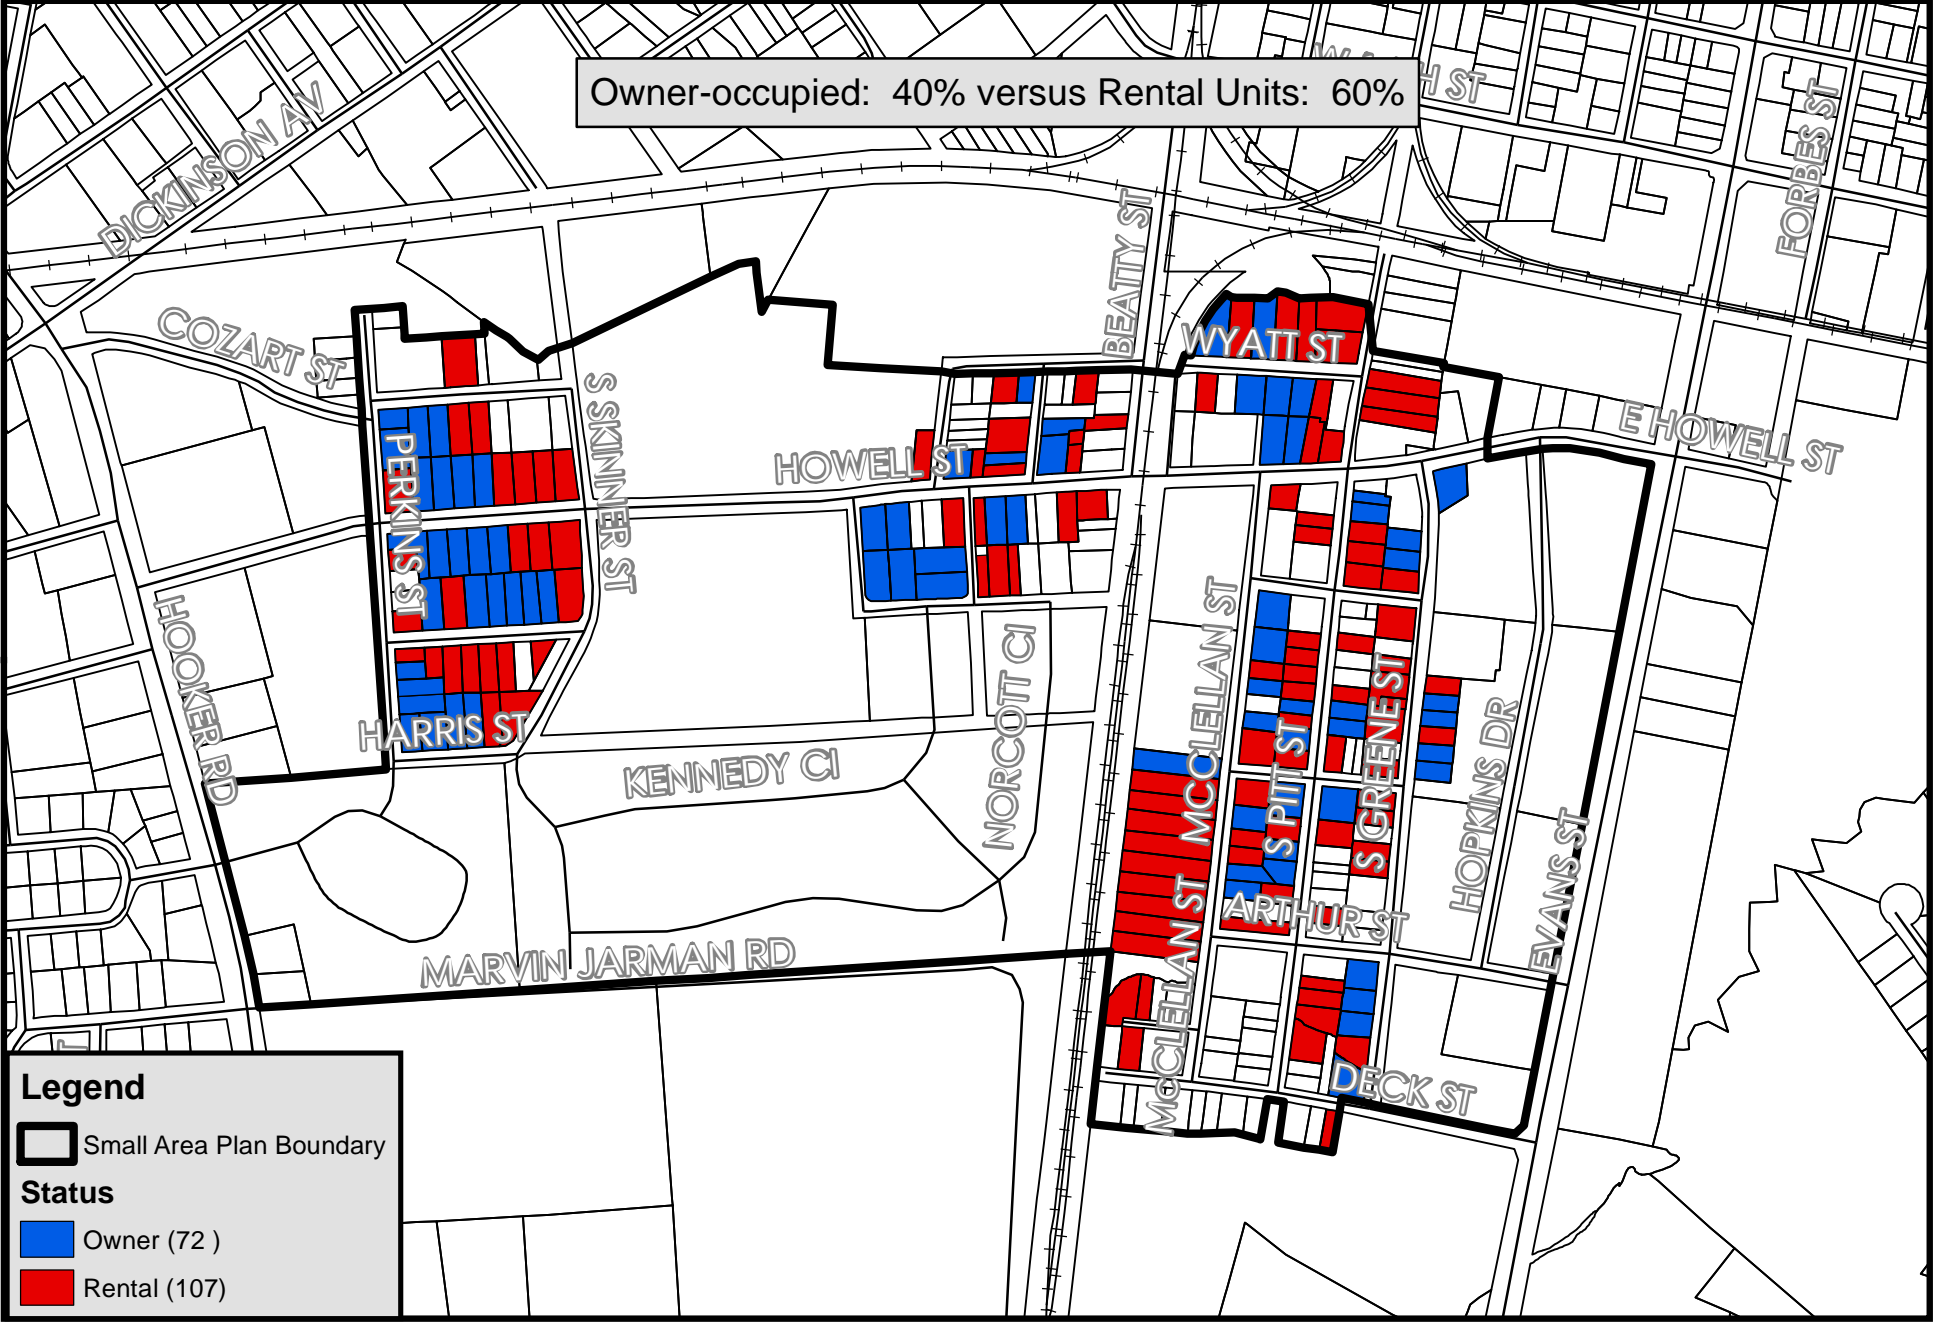 Owner-occupied:  40% versus Rental Units:  60%
DICKINSON AV
FORBES ST
BEATTY ST
COZART ST
WYATT ST
S SKINNER ST
E HOWELL ST
HOWELL ST
PERKINS ST
HOOKER RD
MCCLELLAN ST
NORCOTT CI
S GREENE ST
S PITT ST
HOPKINS DR
HARRIS ST
KENNEDY CI
EVANS ST
ARTHUR ST
MARVIN JARMAN RD
McCLELLAN ST
DECK ST
Legend
Small Area Plan Boundary
Status
Owner (72 )
Rental (107)